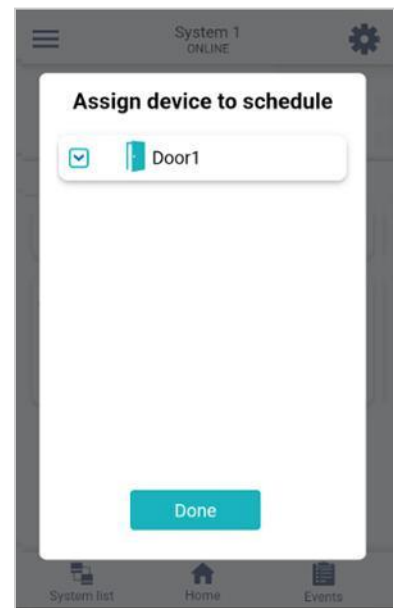 System 1
ONLINE
Assign device to schedule
Door1
Done
System list Home Events